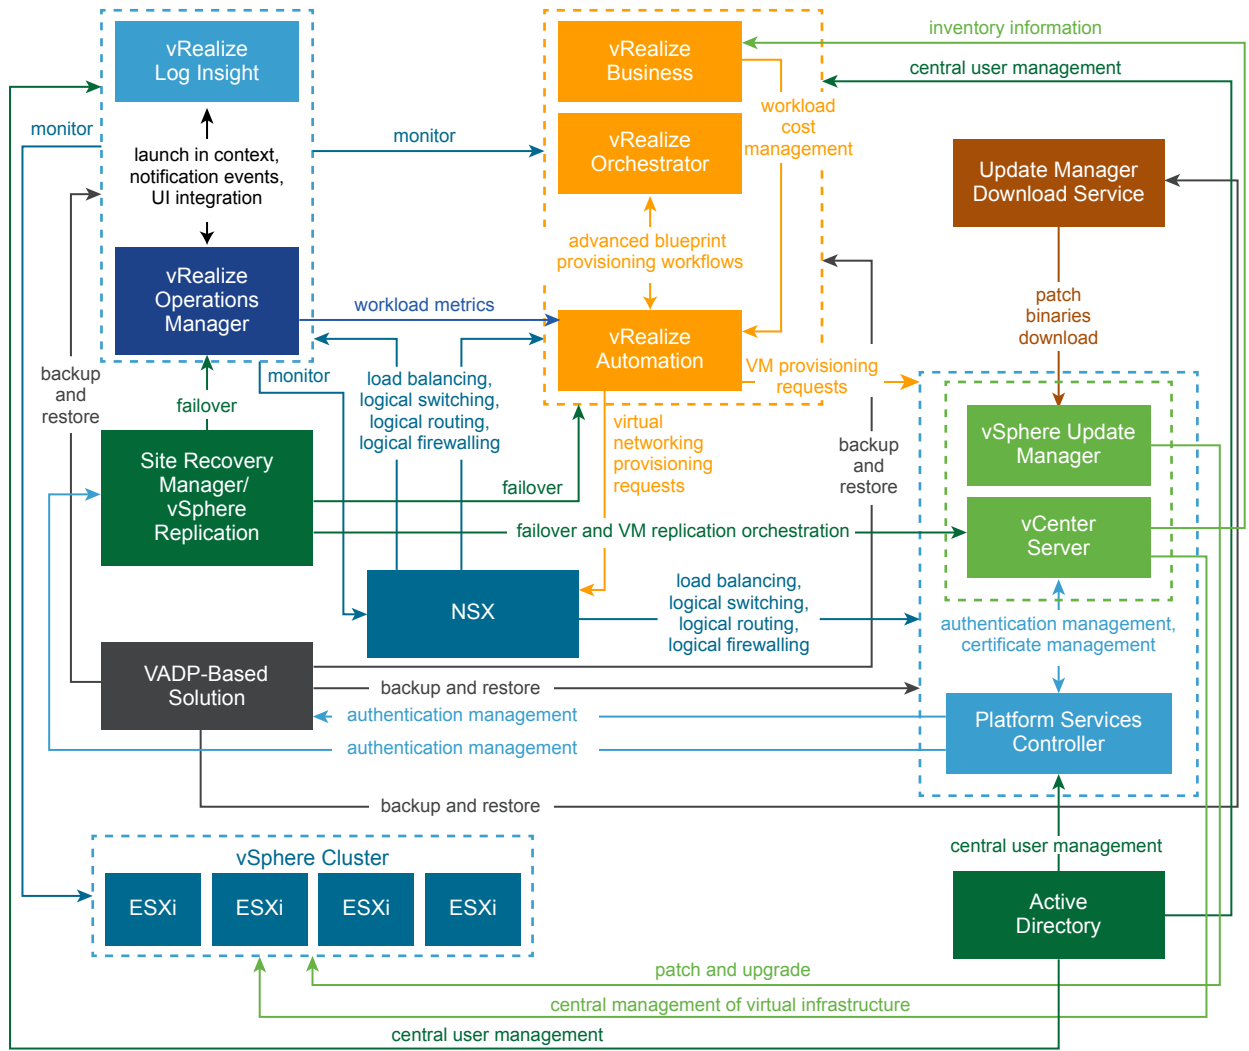 vRealize
Log Insight
launch in context,
notification events,
UI integration
vRealize
Operations
Manager
monitor
monitor
monitor
backup
and
restore
failover
Site Recovery
Manager/
vSphere
Replication
workload metrics
load balancing,
logical switching,
logical routing,
logical firewalling
vRealize
Business
vRealize
Orchestrator
workload
cost
management
advanced blueprint
provisioning workflows
vRealize
Automation
VM provisioning
requests
virtual
networking
provisioning
requests
failover
failover and VM replication orchestration
inventory information
central user management
Update Manager
Download Service
patch
binaries
download
backup
and
restore
vSphere Update
Manager
vCenter
Server
NSX
load balancing,
logical switching,
logical routing,
logical firewalling
authentication management,
certificate management
VADP-Based
Solution
backup and restore
authentication management
authentication management
Platform Services
Controller
backup and restore
vSphere Cluster
ESXi
ESXi
ESXi
ESXi
central user management
Active
Directory
patch and upgrade
central management of virtual infrastructure
central user management